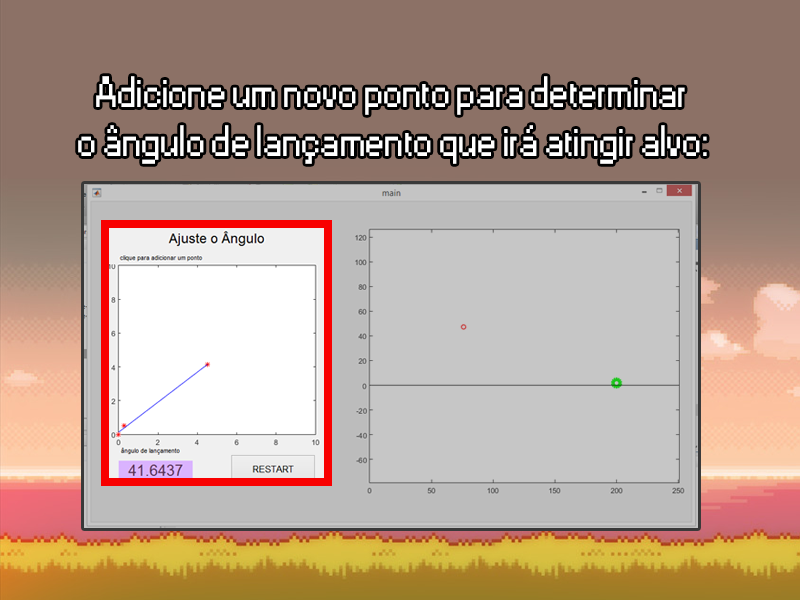 Adicione um novo ponto para determinar
o ângulo de lançamento que irá atingir alvo:
main
Ajuste o Ângulo
clique para adicionar um ponto
10
8
6
4
2
0
0 2 4 6 8 10
ângulo de lançamento
41.6437
RESTART
120
100
80
60
40
20
0
-20
-40
-60
0 50 100 150 200 250